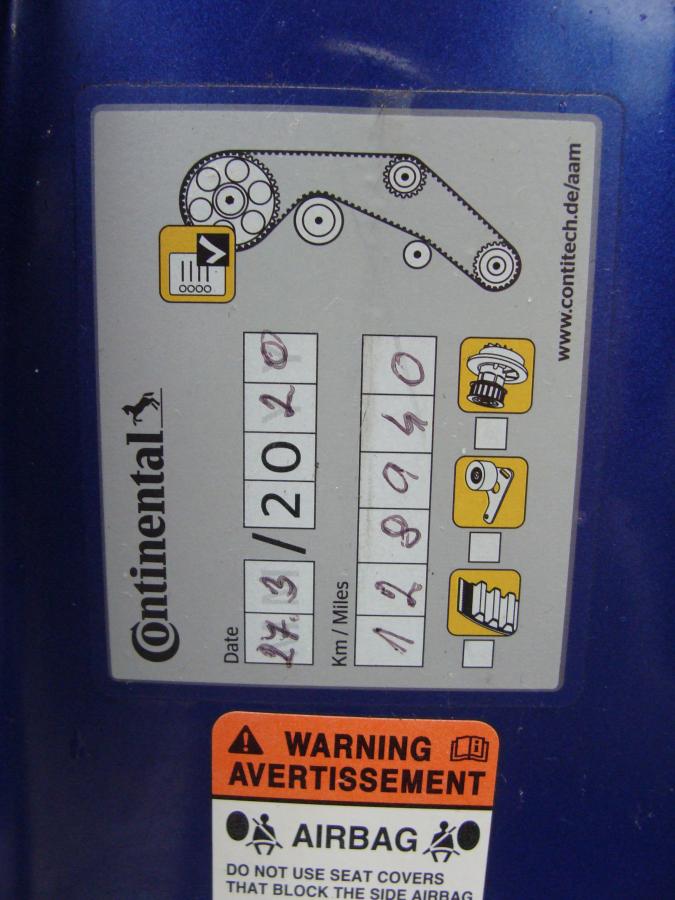 Continental
Date
27.3 / 2020
Km / Miles
128940
www.contitech.de/aam
WARNING
AVERTISSEMENT
AIRBAG
DO NOT USE SEAT COVERS
THAT BLOCK THE SIDE AIRBAG